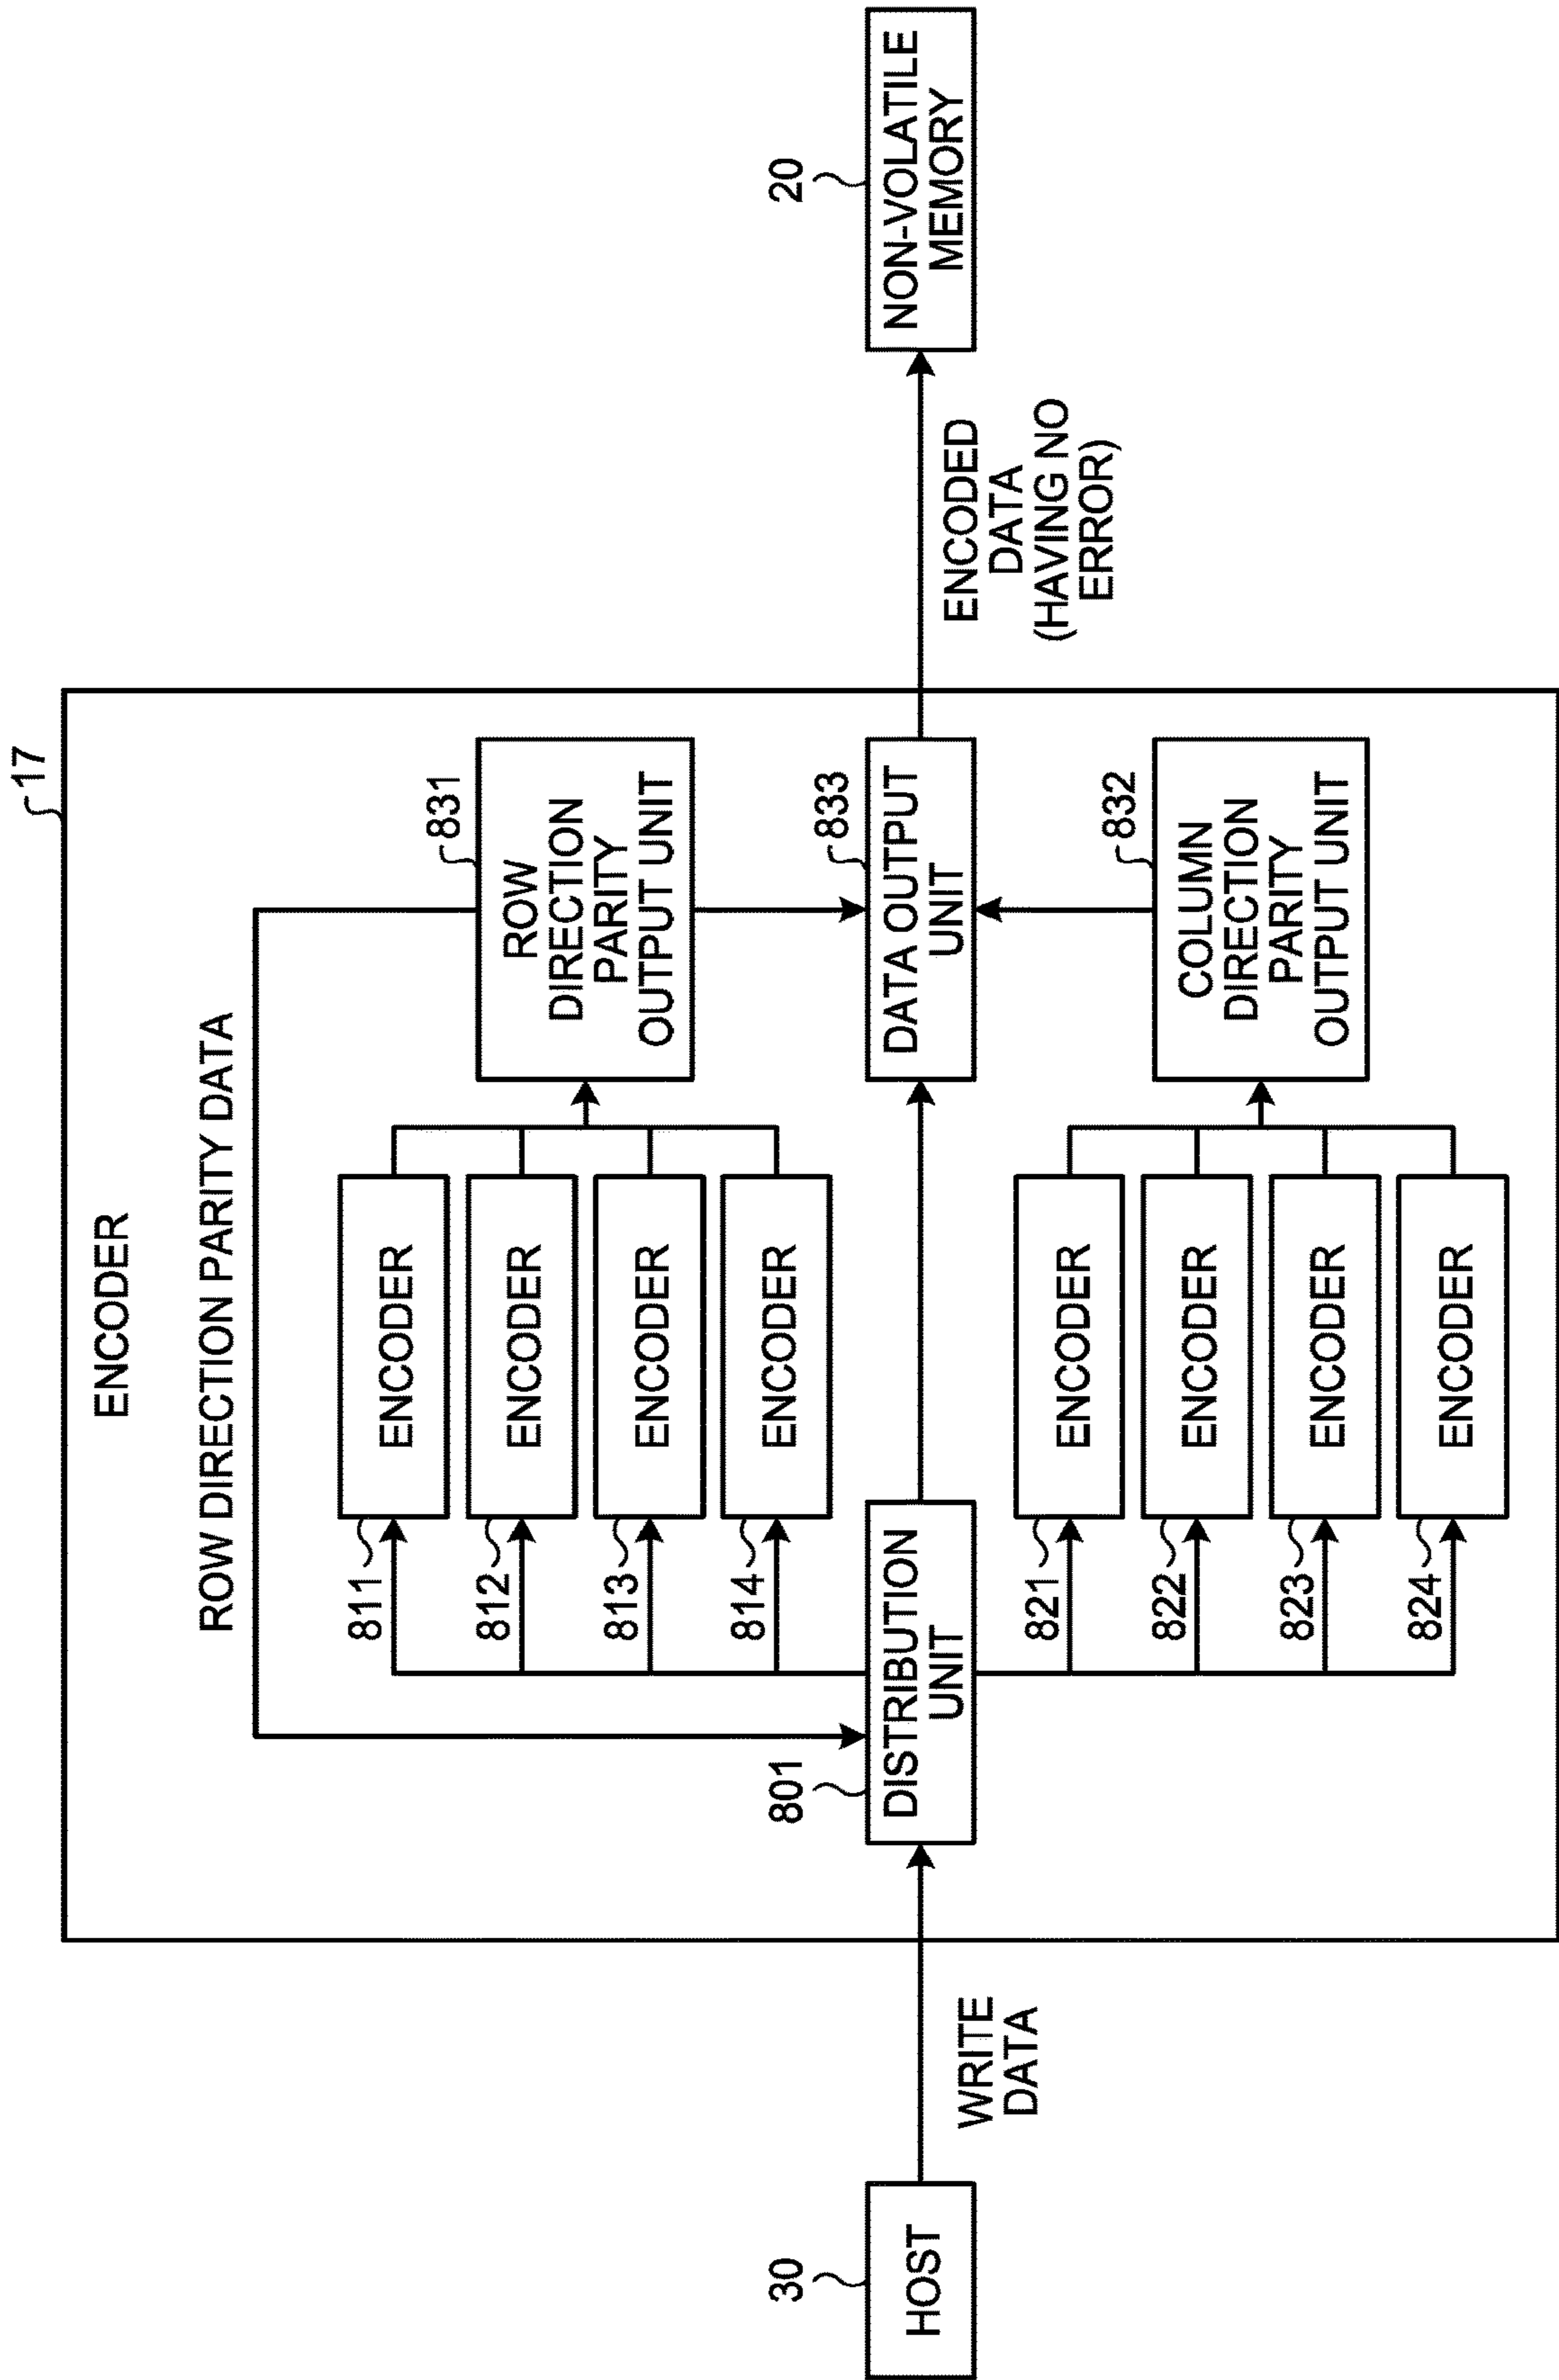 17
ENCODER
ROW DIRECTION PARITY DATA
811
ENCODER
812
ENCODER
813
ENCODER
814
ENCODER
831
ROW
DIRECTION
PARITY
OUTPUT UNIT
30
HOST
WRITE
DATA
801
DISTRIBUTION
UNIT
833
DATA OUTPUT
UNIT
ENCODED
DATA
(HAVING NO
ERROR)
20
NON-VOLATILE
MEMORY
821
ENCODER
822
ENCODER
823
ENCODER
824
ENCODER
832
COLUMN
DIRECTION
PARITY
OUTPUT UNIT